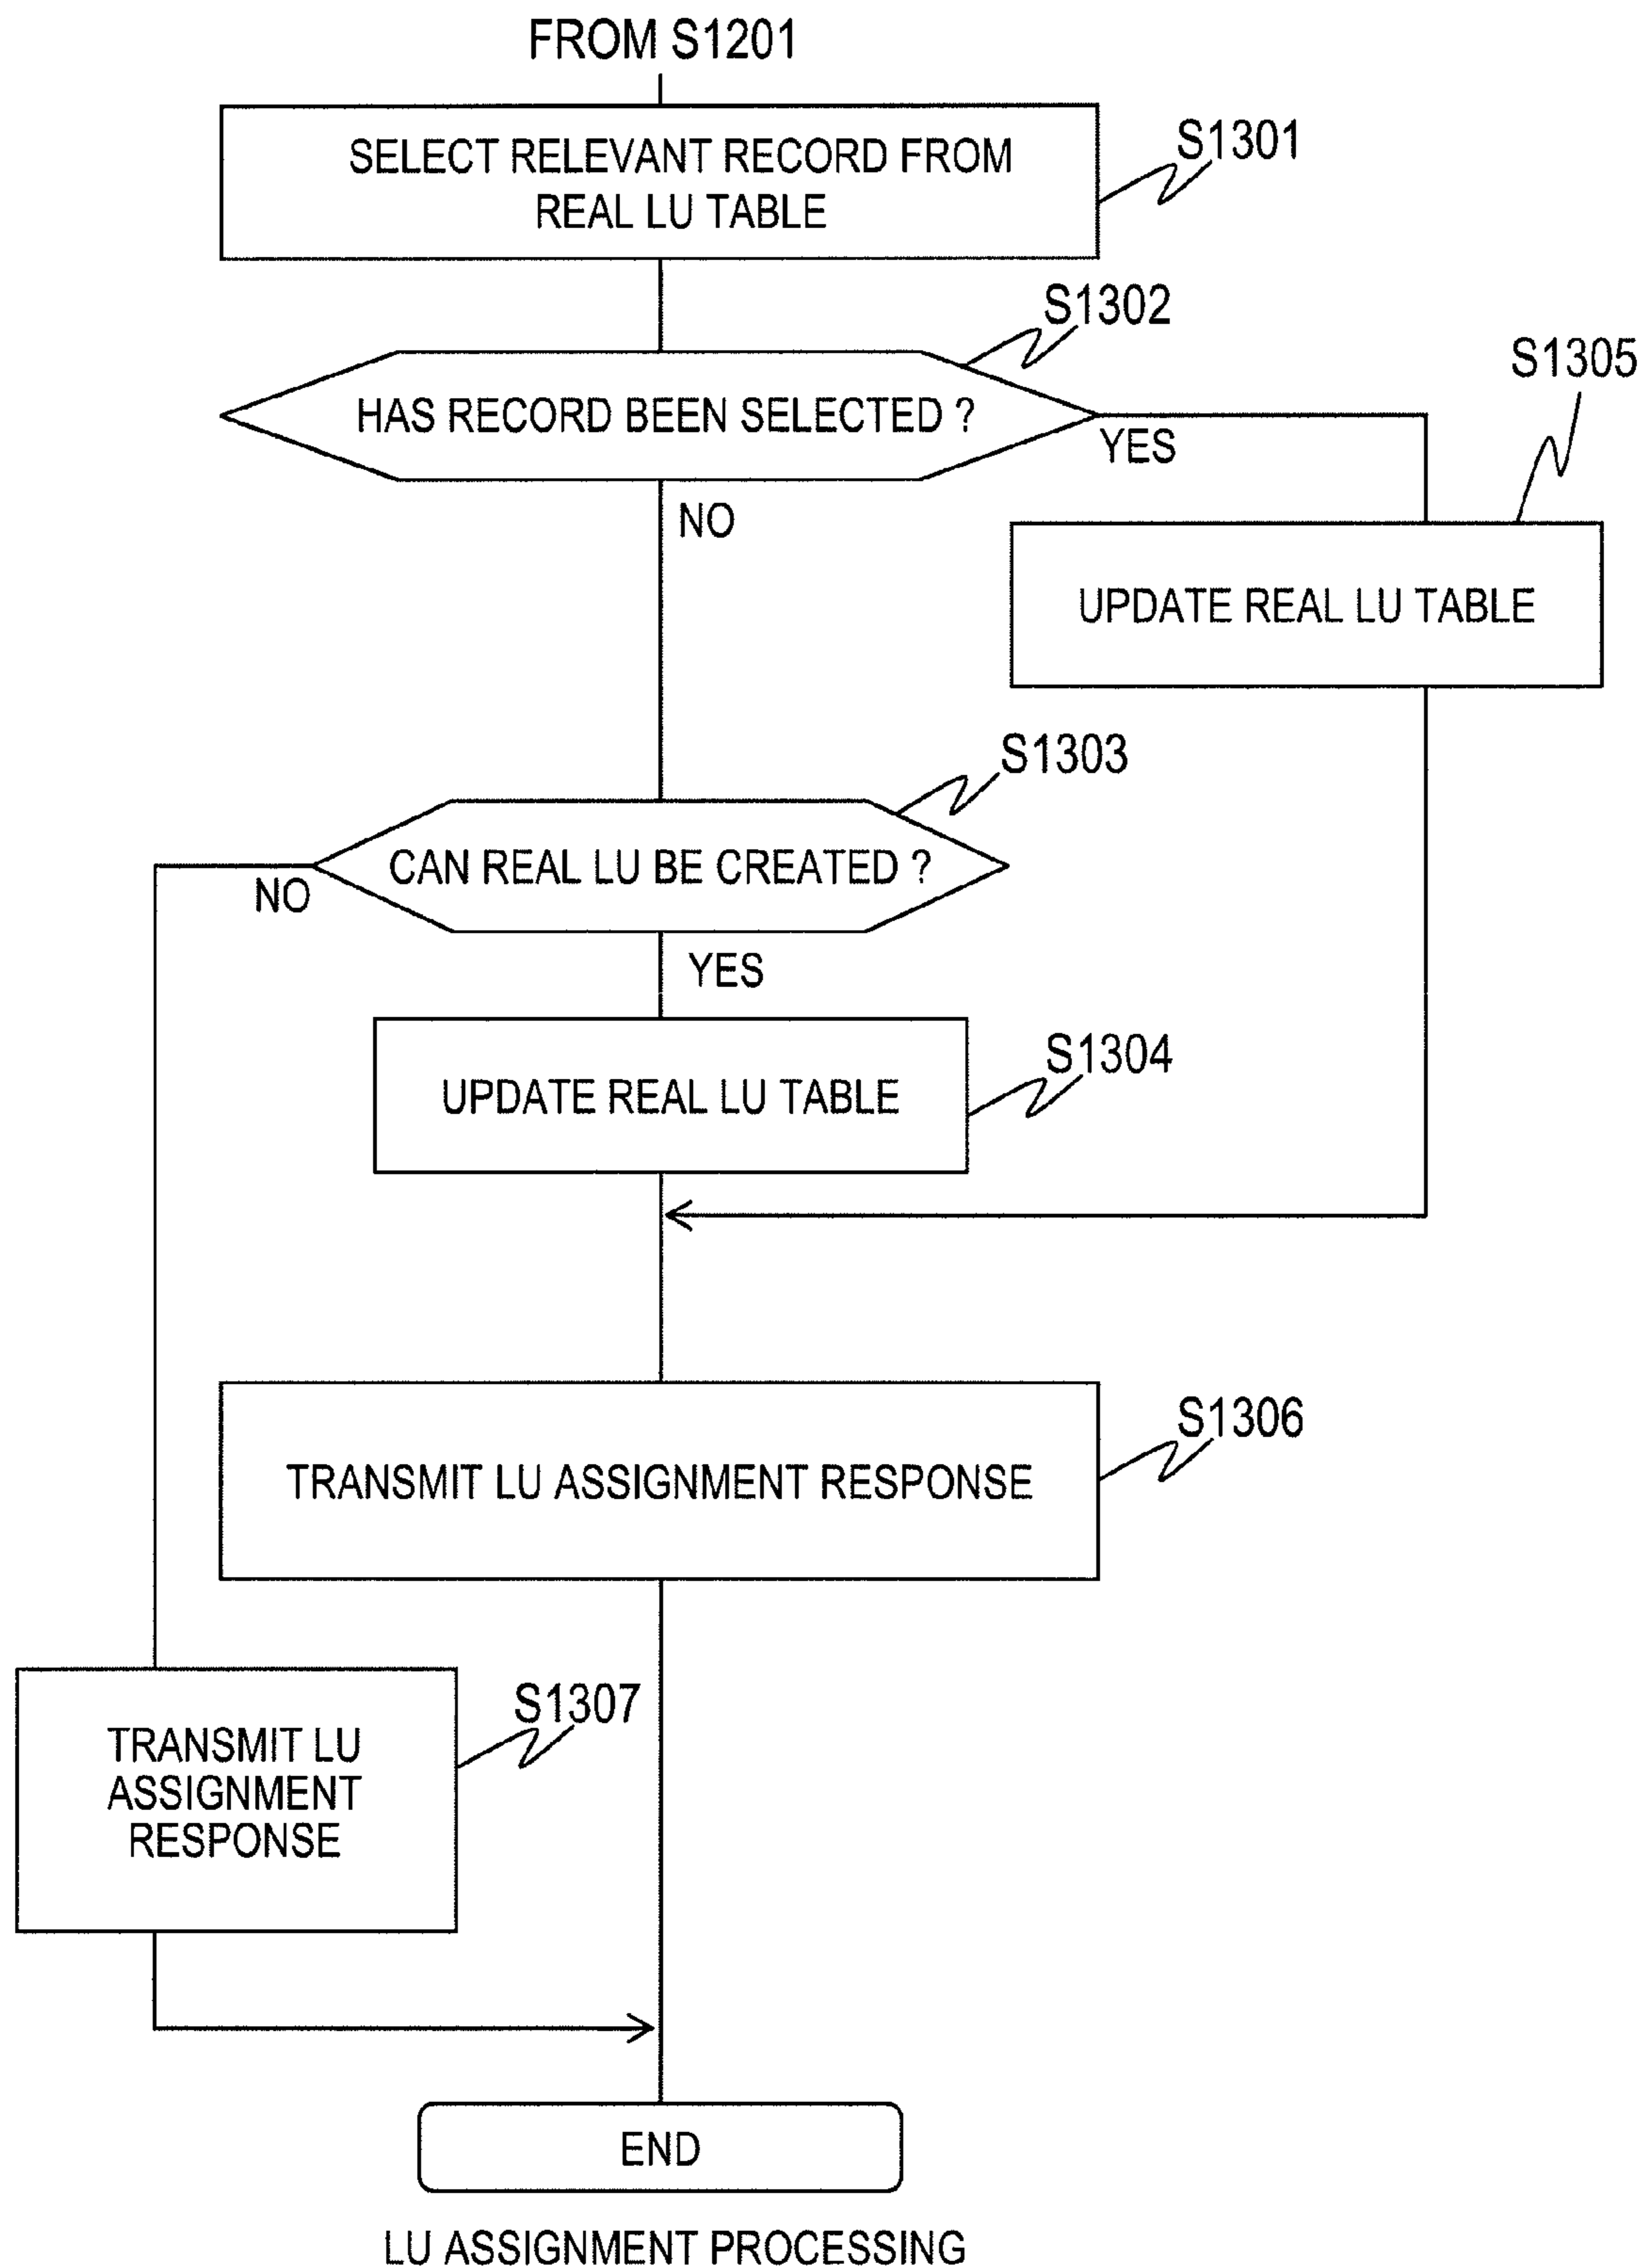 FROM S1201
SELECT RELEVANT RECORD FROM
REAL LU TABLE
S1301
S1302
HAS RECORD BEEN SELECTED ?
YES
NO
S1305
UPDATE REAL LU TABLE
S1303
CAN REAL LU BE CREATED ?
NO
YES
S1304
UPDATE REAL LU TABLE
S1306
TRANSMIT LU ASSIGNMENT RESPONSE
S1307
TRANSMIT LU
ASSIGNMENT
RESPONSE
END
LU ASSIGNMENT PROCESSING